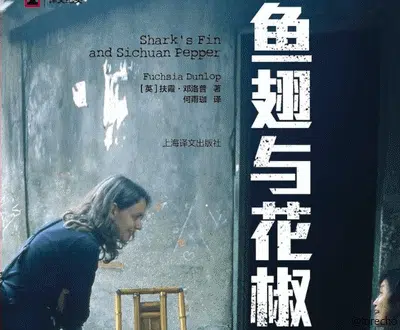 Shark's Fin
and Sichuan Pepper
Fuchsia Dunlop
[英]扶霞·邓洛普 著
何雨珈 译
上海译文出版社
鱼翅与花椒